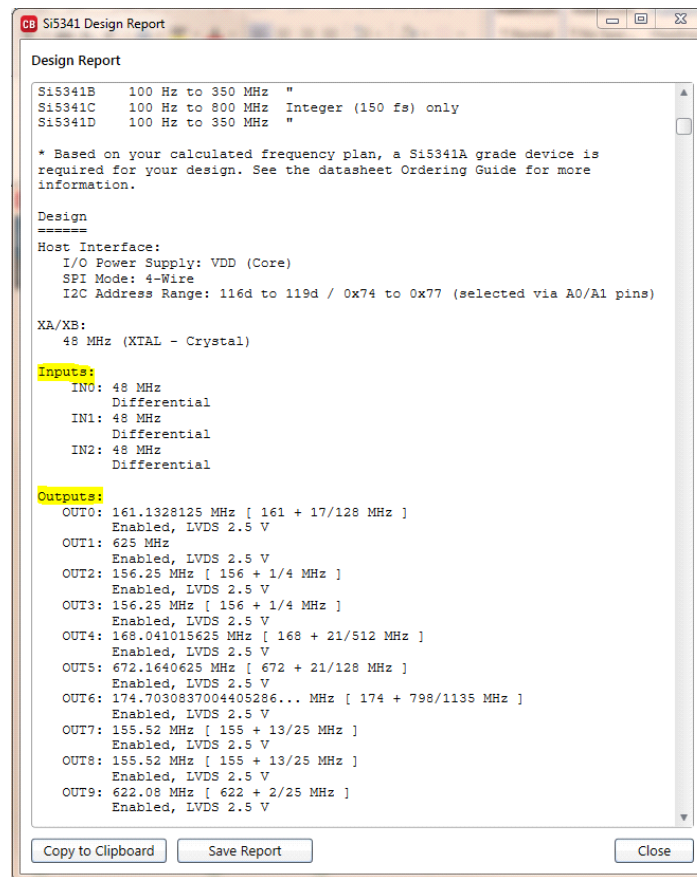 CB Si5341 Design Report
Design Report
Si5341B 100 Hz to 350 MHz "
Si5341C 100 Hz to 800 MHz Integer (150 fs) only
Si5341D 100 Hz to 350 MHz "
* Based on your calculated frequency plan, a Si5341A grade device is
required for your design. See the datasheet Ordering Guide for more
information.
Design
======
Host Interface:
I/O Power Supply: VDD (Core)
SPI Mode: 4-Wire
I2C Address Range: 116d to 119d / 0x74 to 0x77 (selected via A0/A1 pins)
XA/XB:
48 MHz (XTAL - Crystal)
Inputs:
IN0: 48 MHz
Differential
IN1: 48 MHz
Differential
IN2: 48 MHz
Differential
Outputs:
OUT0: 161.1328125 MHz [ 161 + 17/128 MHz ]
Enabled, LVDS 2.5 V
OUT1: 625 MHz
Enabled, LVDS 2.5 V
OUT2: 156.25 MHz [ 156 + 1/4 MHz ]
Enabled, LVDS 2.5 V
OUT3: 156.25 MHz [ 156 + 1/4 MHz ]
Enabled, LVDS 2.5 V
OUT4: 168.041015625 MHz [ 168 + 21/512 MHz ]
Enabled, LVDS 2.5 V
OUT5: 672.1640625 MHz [ 672 + 21/128 MHz ]
Enabled, LVDS 2.5 V
OUT6: 174.7030837004405286... MHz [ 174 + 798/1135 MHz ]
Enabled, LVDS 2.5 V
OUT7: 155.52 MHz [ 155 + 13/25 MHz ]
Enabled, LVDS 2.5 V
OUT8: 155.52 MHz [ 155 + 13/25 MHz ]
Enabled, LVDS 2.5 V
OUT9: 622.08 MHz [ 622 + 2/25 MHz ]
Enabled, LVDS 2.5 V
Copy to Clipboard Save Report Close